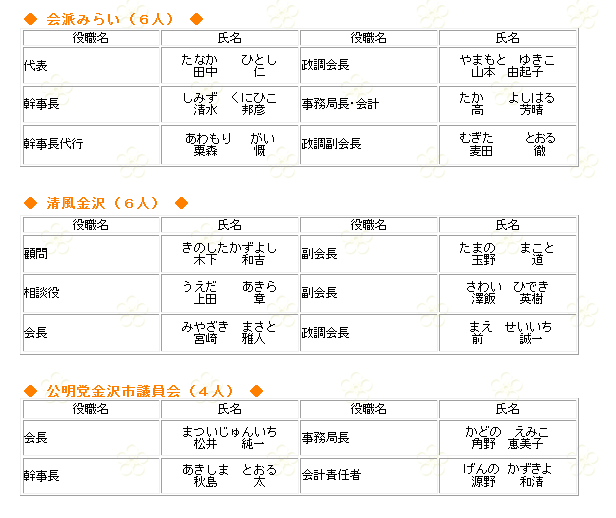 ◆ 会派みらい（６人） ◆
役職名 氏名 役職名 氏名
代表 たなか ひとし 田中 仁 政調会長 やまもと ゆきこ 山本 由起子
幹事長 しみず くにひこ 清水 邦彦 事務局長・会計 たか よしはる 高 芳晴
幹事長代行 あわもり がい 粟森 慨 政調副会長 むぎた とおる 麦田 徹
◆ 清風金沢（６人） ◆
役職名 氏名 役職名 氏名
顧問 きのしたかずよし 木下 和吉 副会長 たまの まこと 玉野 道
相談役 うえだ あきら 上田 章 副会長 さわい ひでき 澤飯 英樹
会長 みやざき まさと 宮崎 雅人 政調会長 まえ せいいち 前 誠一
◆ 公明党金沢市議員会（４人） ◆
役職名 氏名 役職名 氏名
会長 まついじゅんいち 松井 純一 事務局長 かどの えみこ 角野 恵美子
幹事長 あきしま とおる 秋島 太 会計責任者 げんの かずきよ 源野 和清